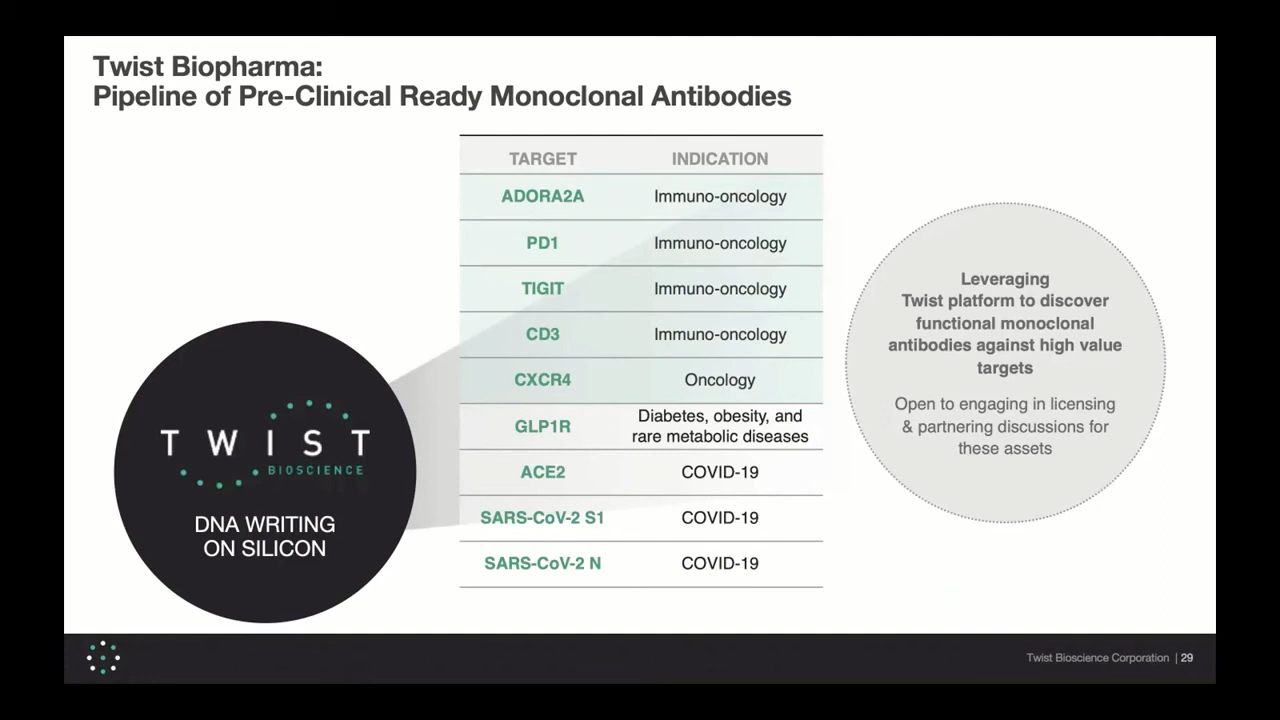 Twist Biopharma:
Pipeline of Pre-Clinical Ready Monoclonal Antibodies
TARGET INDICATION
ADORA2A Immuno-oncology
PD1 Immuno-oncology
TIGIT Immuno-oncology
CD3 Immuno-oncology
CXCR4 Oncology
GLP1R Diabetes, obesity, and
rare metabolic diseases
ACE2 COVID-19
SARS-CoV-2 S1 COVID-19
SARS-CoV-2 N COVID-19
TWIST
BIOSCIENCE
DNA WRITING
ON SILICON
Leveraging
Twist platform to discover
functional monoclonal
antibodies against high value
targets
Open to engaging in licensing
& partnering discussions for
these assets
Twist Bioscience Corporation | 29